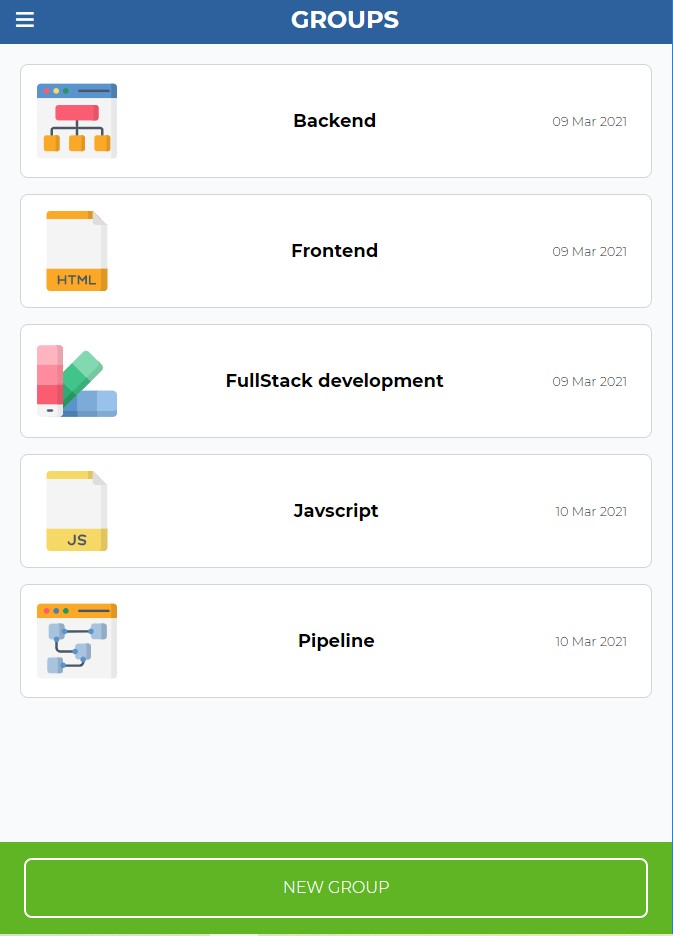 GROUPS
Backend
09 Mar 2021
HTML
Frontend
09 Mar 2021
FullStack development
09 Mar 2021
JS
Javscript
10 Mar 2021
Pipeline
10 Mar 2021
NEW GROUP